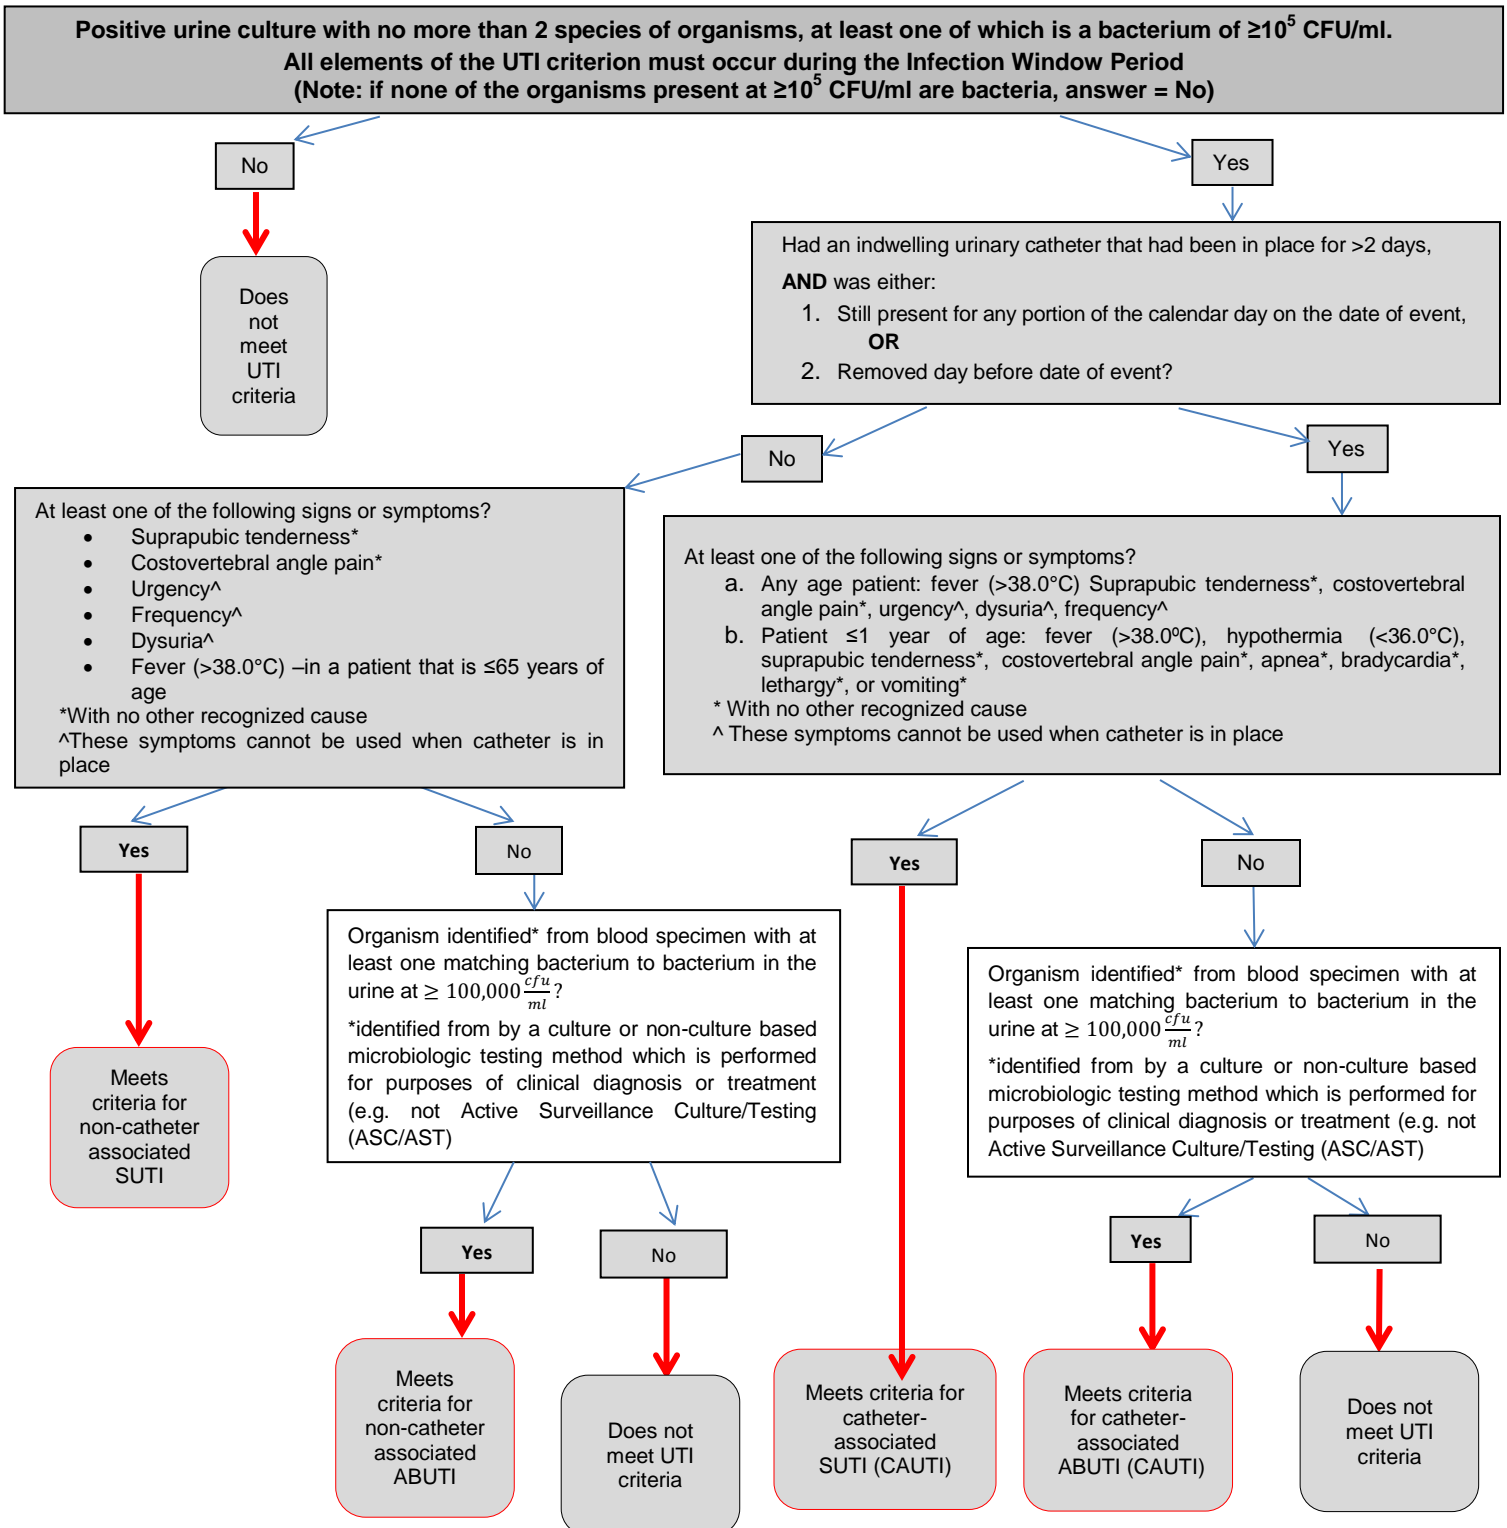 Positive urine culture with no more than 2 species of organisms, at least one of which is a bacterium of ≥10⁵ CFU/ml.
All elements of the UTI criterion must occur during the Infection Window Period
(Note: if none of the organisms present at ≥10⁵ CFU/ml are bacteria, answer = No)
No
Yes
Does
not
meet
UTI
criteria
Had an indwelling urinary catheter that had been in place for >2 days,
AND was either:
1. Still present for any portion of the calendar day on the date of event,
OR
2. Removed day before date of event?
No
Yes
At least one of the following signs or symptoms?
• Suprapubic tenderness*
• Costovertebral angle pain*
• Urgency^
• Frequency^
• Dysuria^
• Fever (>38.0°C) –in a patient that is ≤65 years of
age
*With no other recognized cause
^These symptoms cannot be used when catheter is in
place
At least one of the following signs or symptoms?
a. Any age patient: fever (>38.0°C) Suprapubic tenderness*, costovertebral
angle pain*, urgency^, dysuria^, frequency^
b. Patient ≤1 year of age: fever (>38.0ºC), hypothermia (<36.0°C),
suprapubic tenderness*, costovertebral angle pain*, apnea*, bradycardia*,
lethargy*, or vomiting*
* With no other recognized cause
^ These symptoms cannot be used when catheter is in place
Yes
No
Yes
No
Organism identified* from blood specimen with at
least one matching bacterium to bacterium in the
urine at ≥ 100,000 cfu/ml?
*identified from by a culture or non-culture based
microbiologic testing method which is performed
for purposes of clinical diagnosis or treatment
(e.g. not Active Surveillance Culture/Testing
(ASC/AST)
Organism identified* from blood specimen with at
least one matching bacterium to bacterium in the
urine at ≥ 100,000 cfu/ml?
*identified from by a culture or non-culture based
microbiologic testing method which is performed for
purposes of clinical diagnosis or treatment (e.g. not
Active Surveillance Culture/Testing (ASC/AST)
Meets
criteria for
non-catheter
associated
SUTI
Yes
No
Yes
No
Meets
criteria for
non-catheter
associated
ABUTI
Does not
meet UTI
criteria
Meets criteria for
catheter-
associated
SUTI (CAUTI)
Meets criteria
for catheter-
associated
ABUTI (CAUTI)
Does not
meet UTI
criteria